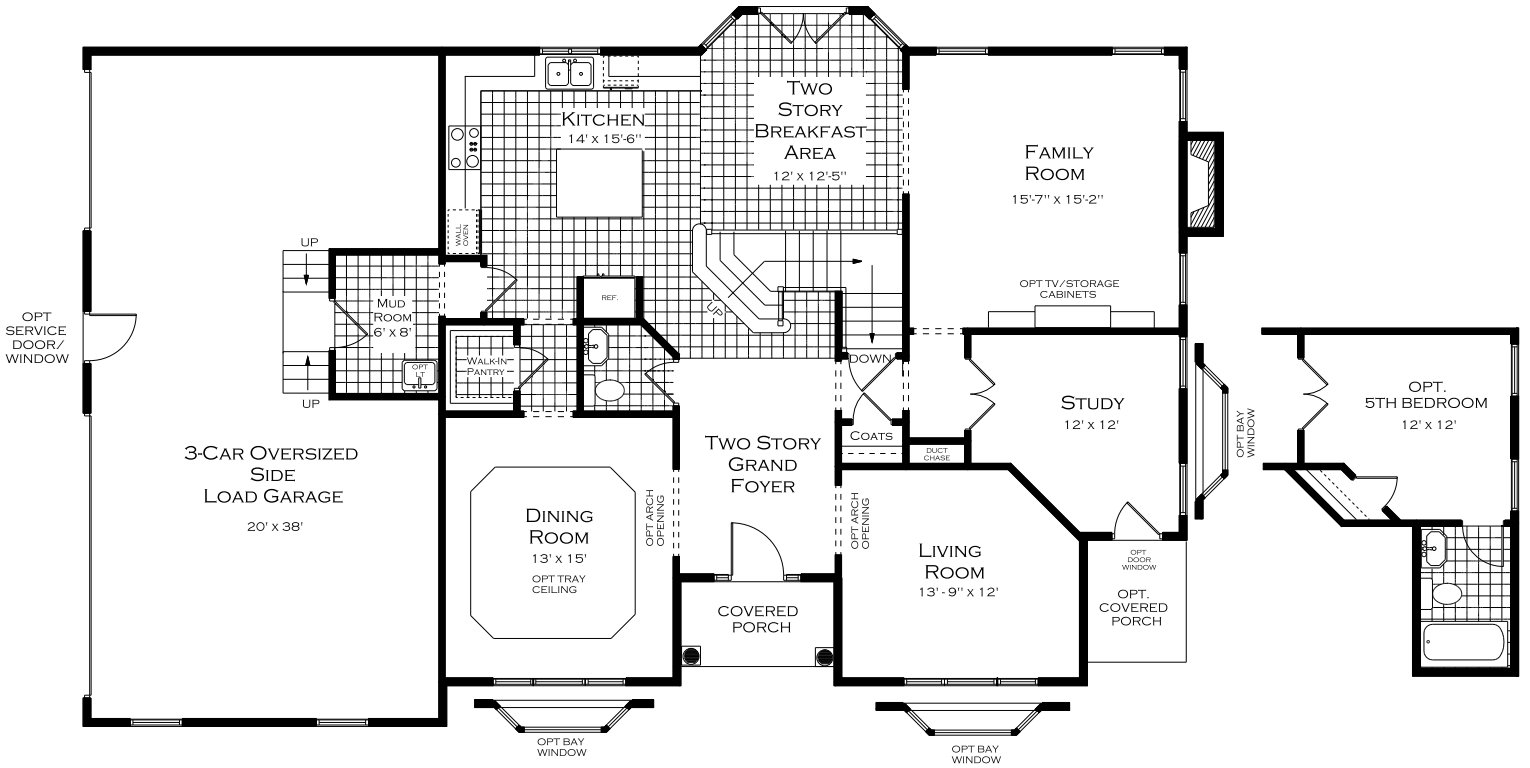 TWO
STORY
BREAKFAST
AREA
12' x 12'-5"
KITCHEN
14' x 15'-6"
FAMILY
ROOM
15'-7" x 15'-2"
WALL
OVEN
UP
MUD
ROOM
6' x 8'
OPT
LT
UP
REF.
UP
OPT TV/STORAGE
CABINETS
OPT
SERVICE
DOOR/
WINDOW
WALK-IN
PANTRY
DOWN
COATS
DUCT
CHASE
STUDY
12' x 12'
OPT BAY
WINDOW
OPT.
5TH BEDROOM
12' x 12'
3-CAR OVERSIZED
SIDE
LOAD GARAGE
20' x 38'
TWO STORY
GRAND
FOYER
OPT ARCH
OPENING
OPT ARCH
OPENING
DINING
ROOM
13' x 15'
OPT TRAY
CEILING
LIVING
ROOM
13'-9" x 12'
OPT
DOOR
WINDOW
OPT.
COVERED
PORCH
COVERED
PORCH
OPT BAY
WINDOW
OPT BAY
WINDOW